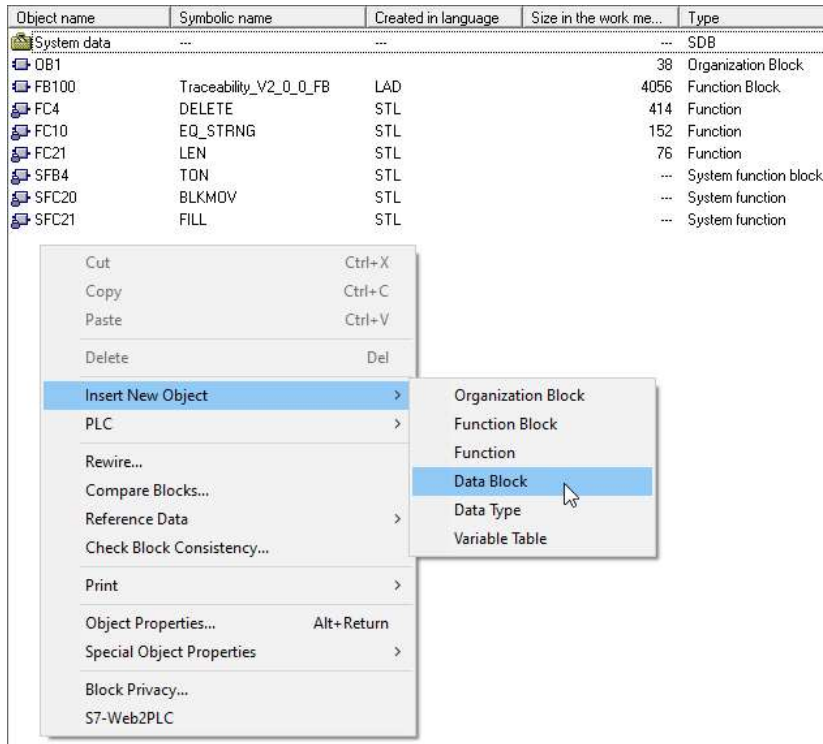 Object name Symbolic name Created in language Size in the work me... Type
System data --- --- --- SDB
OB1 38 Organization Block
FB100 Traceability_V2_0_0_FB LAD 4056 Function Block
FC4 DELETE STL 414 Function
FC10 EQ_STRNG STL 152 Function
FC21 LEN STL 76 Function
SFB4 TON STL --- System function block
SFC20 BLKMOV STL --- System function
SFC21 FILL STL --- System function
Cut Ctrl+X
Copy Ctrl+C
Paste Ctrl+V
Delete Del
Insert New Object >
PLC >
Rewire...
Compare Blocks...
Reference Data >
Check Block Consistency...
Print >
Object Properties... Alt+Return
Special Object Properties >
Block Privacy...
S7-Web2PLC
Organization Block
Function Block
Function
Data Block
Data Type
Variable Table